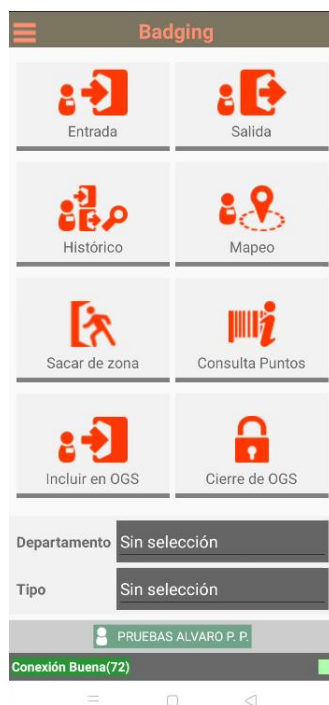 Badging
Entrada
Salida
Histórico
Mapeo
Sacar de zona
Consulta Puntos
Incluir en OGS
Cierre de OGS
Departamento Sin selección
Tipo Sin selección
PRUEBAS ALVARO P. P.
Conexión Buena(72)